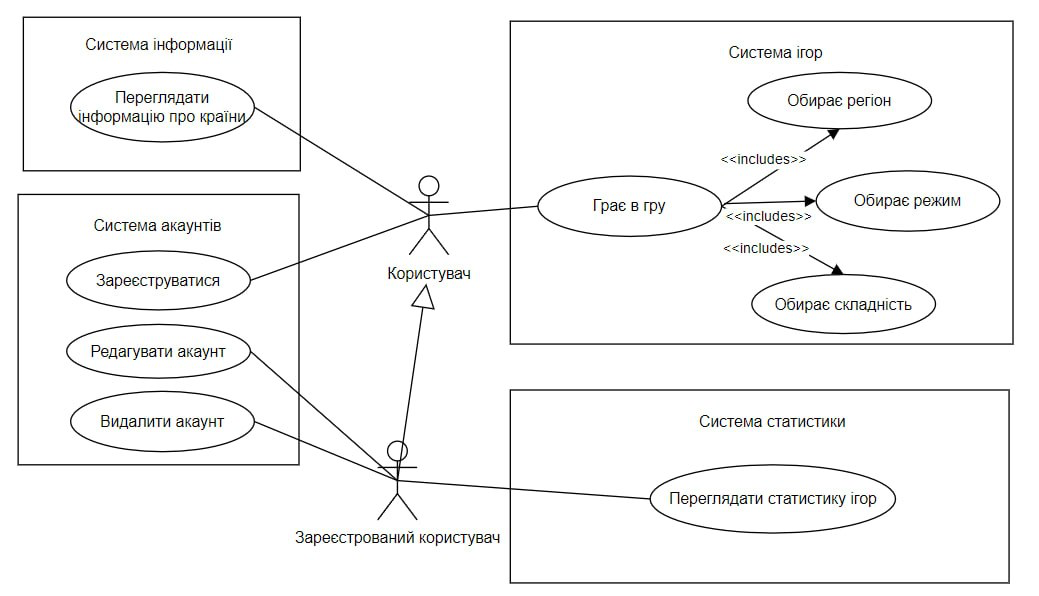 Система інформації
Переглядати
інформацію про країни
Система акаунтів
Зареєструватися
Редагувати акаунт
Видалити акаунт
Користувач
Зареєстрований користувач
Система ігор
Обирає регіон
<<includes>>
Грає в гру
Обирає режим
<<includes>>
<<includes>>
Обирає складність
Система статистики
Переглядати статистику ігор